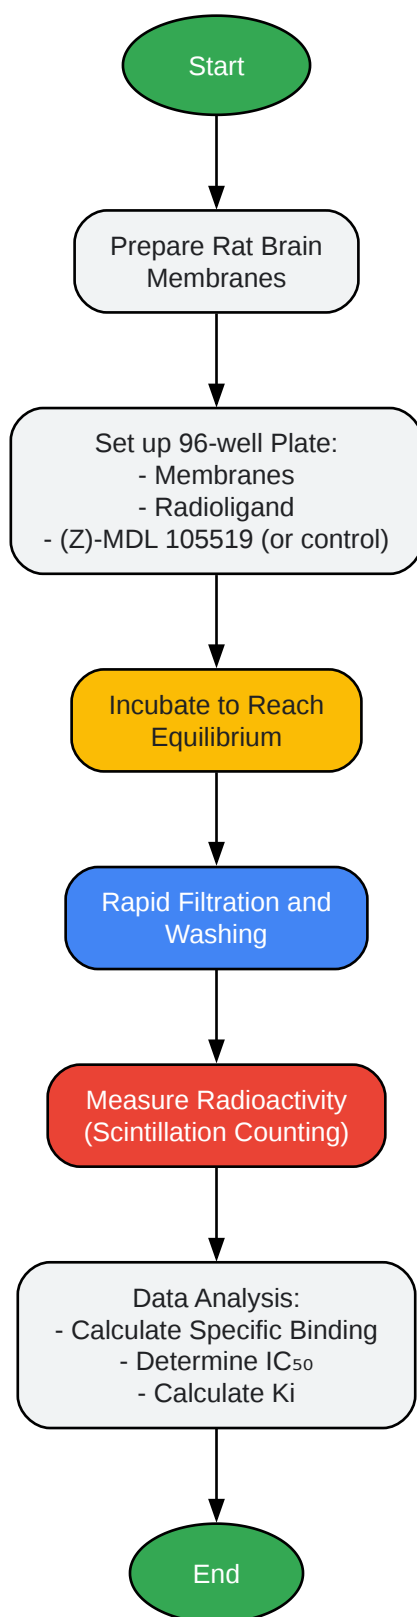 Start
Prepare Rat Brain
Membranes
Set up 96-well Plate:
- Membranes
- Radioligand
- (Z)-MDL 105519 (or control)
Incubate to Reach
Equilibrium
Rapid Filtration and
Washing
Measure Radioactivity
(Scintillation Counting)
Data Analysis:
- Calculate Specific Binding
- Determine IC₅₀
- Calculate Ki
End